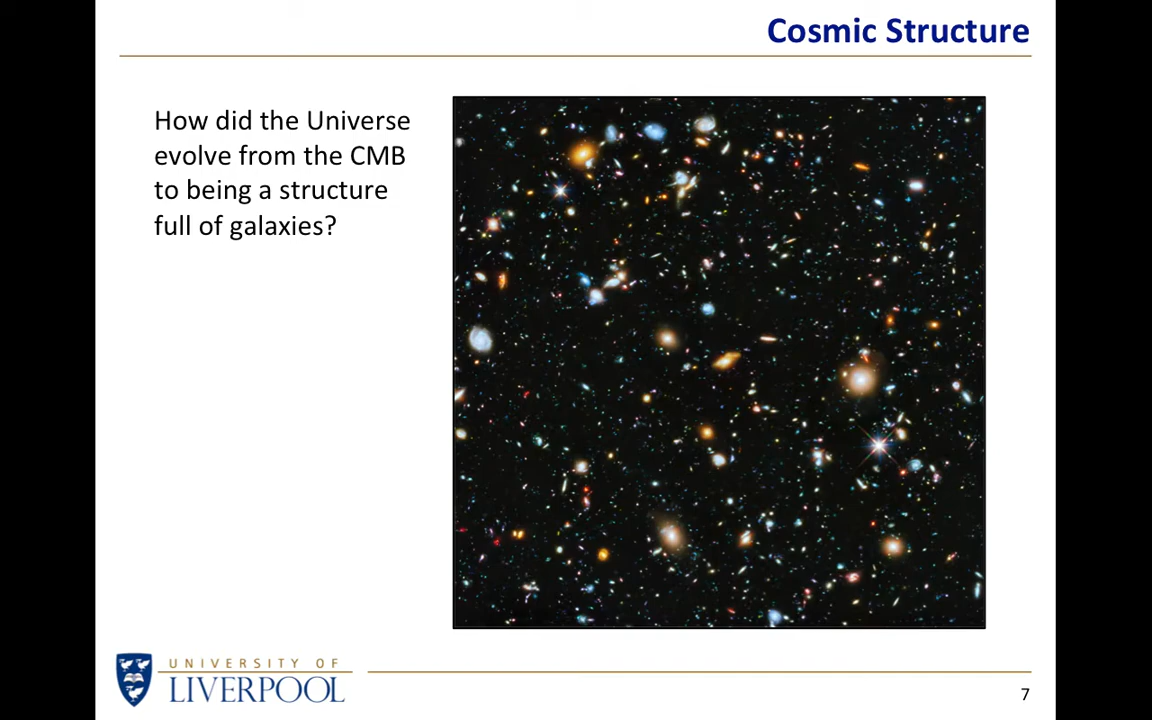 Cosmic Structure
How did the Universe
evolve from the CMB
to being a structure
full of galaxies?
UNIVERSITY OF
LIVERPOOL
7